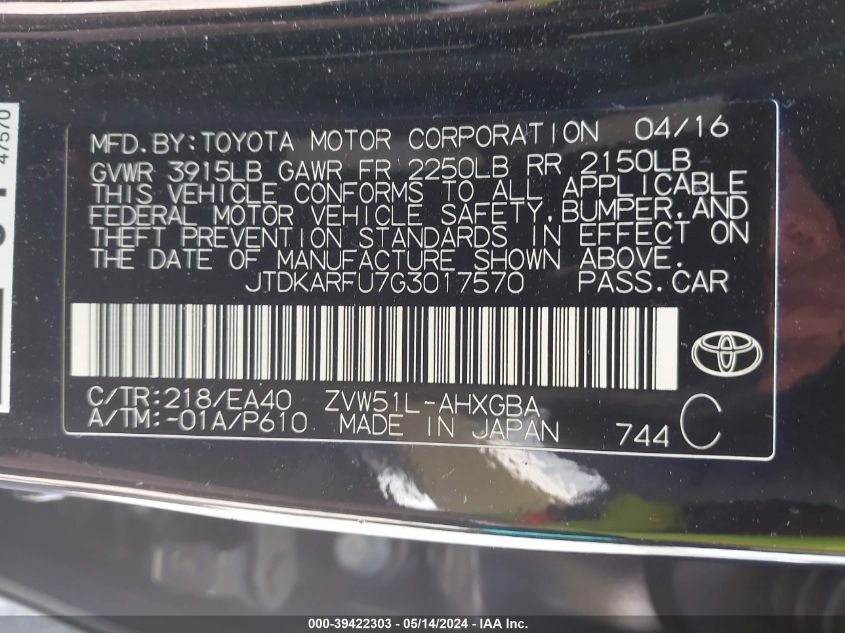 MFD.BY:TOYOTA MOTOR CORPORATION 04/16
GVWR 3915LB GAWR FR 2250LB RR 2150LB
THIS VEHICLE CONFORMS TO ALL APPLICABLE
FEDERAL MOTOR VEHICLE SAFETY,BUMPER,AND
THEFT PREVENTION STANDARDS IN EFFECT ON
THE DATE OF MANUFACTURE SHOWN ABOVE.
JTDKARFU7G3017570 PASS.CAR
C/TR:218/EA40 ZVW51L-AHXGBA
A/TM:-01A/P610 MADE IN JAPAN 744 C
47570
000-39422303 - 05/14/2024 - IAAI.COM